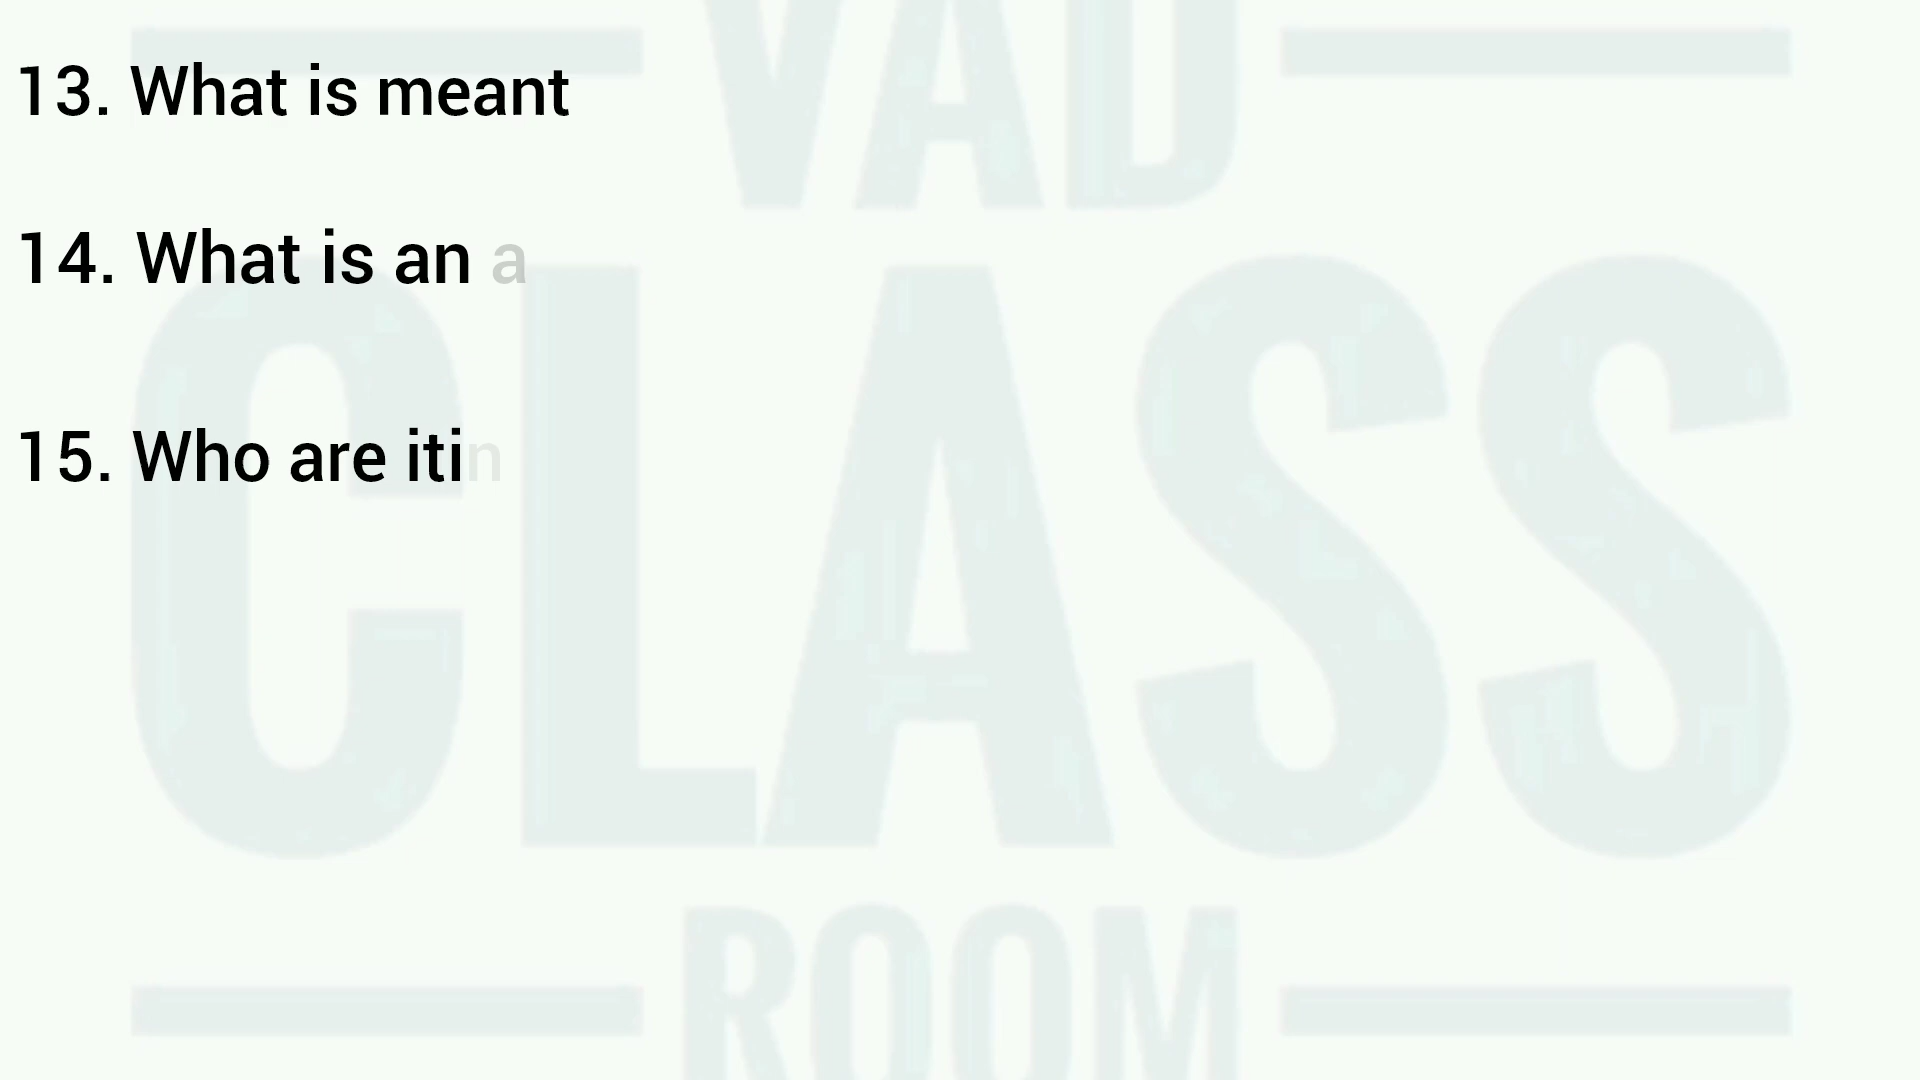 VAD
13. What is meant
14. What is an a
15. Who are itin
CLASS
ROOM